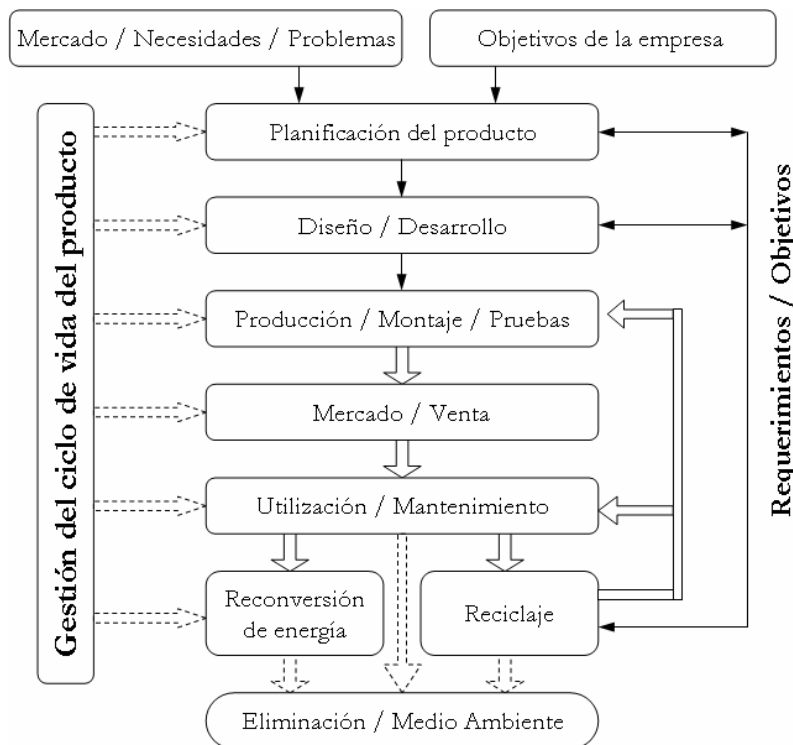 Mercado / Necesidades / Problemas
Objetivos de la empresa
Gestión del ciclo de vida del producto
Planificación del producto
Diseño / Desarrollo
Producción / Montaje / Pruebas
Mercado / Venta
Utilización / Mantenimiento
Reconversión
de energía
Reciclaje
Eliminación / Medio Ambiente
Requerimientos / Objetivos